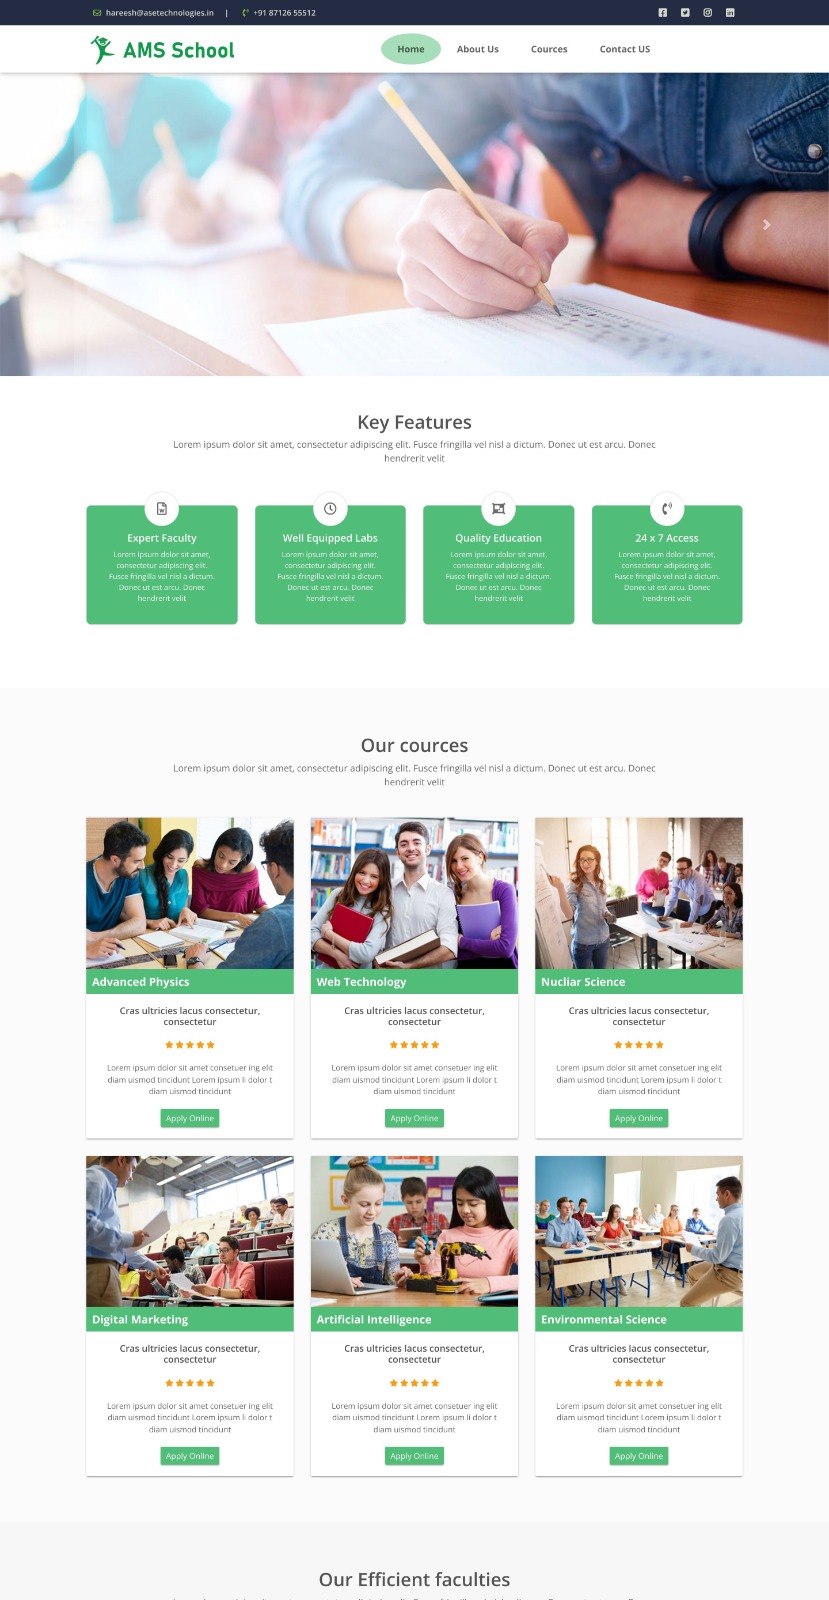 hareesh@asetechnologies.in | +91 87126 55512
AMS School
Home About Us Cources Contact US
Key Features
Lorem ipsum dolor sit amet, consectetur adipiscing elit. Fusce fringilla vel nisl a dictum. Donec ut est arcu. Donec
hendrerit velit
Expert Faculty
Lorem ipsum dolor sit amet,
consectetur adipiscing elit.
Fusce fringilla vel nisl a dictum.
Donec ut est arcu. Donec
hendrerit velit
Well Equipped Labs
Lorem ipsum dolor sit amet,
consectetur adipiscing elit.
Fusce fringilla vel nisl a dictum.
Donec ut est arcu. Donec
hendrerit velit
Quality Education
Lorem ipsum dolor sit amet,
consectetur adipiscing elit.
Fusce fringilla vel nisl a dictum.
Donec ut est arcu. Donec
hendrerit velit
24 x 7 Access
Lorem ipsum dolor sit amet,
consectetur adipiscing elit.
Fusce fringilla vel nisl a dictum.
Donec ut est arcu. Donec
hendrerit velit
Our cources
Lorem ipsum dolor sit amet, consectetur adipiscing elit. Fusce fringilla vel nisl a dictum. Donec ut est arcu. Donec
hendrerit velit
Advanced Physics
Cras ultricies lacus consectetur,
consectetur
Lorem ipsum dolor sit amet consetuer ing elit
diam uismod tincidunt Lorem ipsum li dolor t
diam uismod tincidunt
Apply Online
Web Technology
Cras ultricies lacus consectetur,
consectetur
Lorem ipsum dolor sit amet consetuer ing elit
diam uismod tincidunt Lorem ipsum li dolor t
diam uismod tincidunt
Apply Online
Nucliar Science
Cras ultricies lacus consectetur,
consectetur
Lorem ipsum dolor sit amet consetuer ing elit
diam uismod tincidunt Lorem ipsum li dolor t
diam uismod tincidunt
Apply Online
Digital Marketing
Cras ultricies lacus consectetur,
consectetur
Lorem ipsum dolor sit amet consetuer ing elit
diam uismod tincidunt Lorem ipsum li dolor t
diam uismod tincidunt
Apply Online
Artificial Intelligence
Cras ultricies lacus consectetur,
consectetur
Lorem ipsum dolor sit amet consetuer ing elit
diam uismod tincidunt Lorem ipsum li dolor t
diam uismod tincidunt
Apply Online
Environmental Science
Cras ultricies lacus consectetur,
consectetur
Lorem ipsum dolor sit amet consetuer ing elit
diam uismod tincidunt Lorem ipsum li dolor t
diam uismod tincidunt
Apply Online
Our Efficient faculties